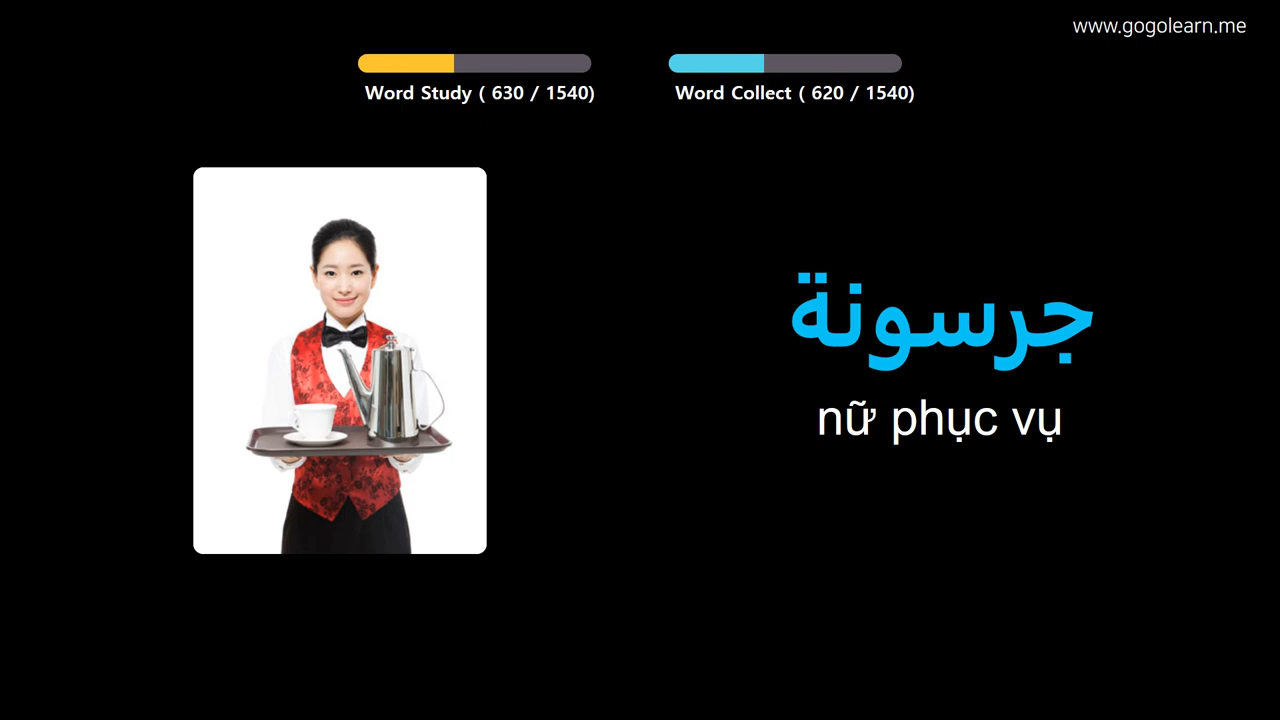 www.gogolearn.me
Word Study ( 630 / 1540)
Word Collect ( 620 / 1540)
جرسونة
nữ phục vụ